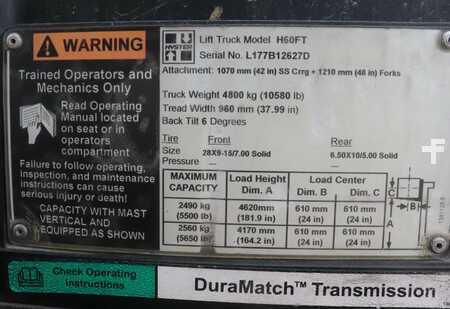 WARNING
Trained Operators and
Mechanics Only
Read Operating
Manual located
on seat or in
operators
compartment
Failure to follow operating,
Inspection, and maintenance
instructions can cause
serious injury or death!
CAPACITY WITH MAST
VERTICAL AND
EQUIPPED AS SHOWN
HYSTER
Lift Truck Model H60FT
Serial No. L177B12627D
Attachment: 1070 mm (42 in) SS Crrg + 1210 mm (48 in) Forks
Truck Weight 4800 kg (10580 lb)
Tread Width 960 mm (37.99 in)
Back Tilt 6 Degrees
Tire Front Rear
Size 28X9-15/7.00 Solid 6.50X10/5.00 Solid
Pressure --- ---
MAXIMUM CAPACITY Load Height Dim. A Load Center Dim. B Dim. C
2490 kg (5500 lb) 4620mm (181.9 in) 610 mm (24 in) 610 mm (24 in)
2560 kg (5650 lb) 4170 mm (164.2 in) 610 mm (24 in) 610 mm (24 in)
C
B
A
Check Operating
Instructions
DuraMatch™ Transmission